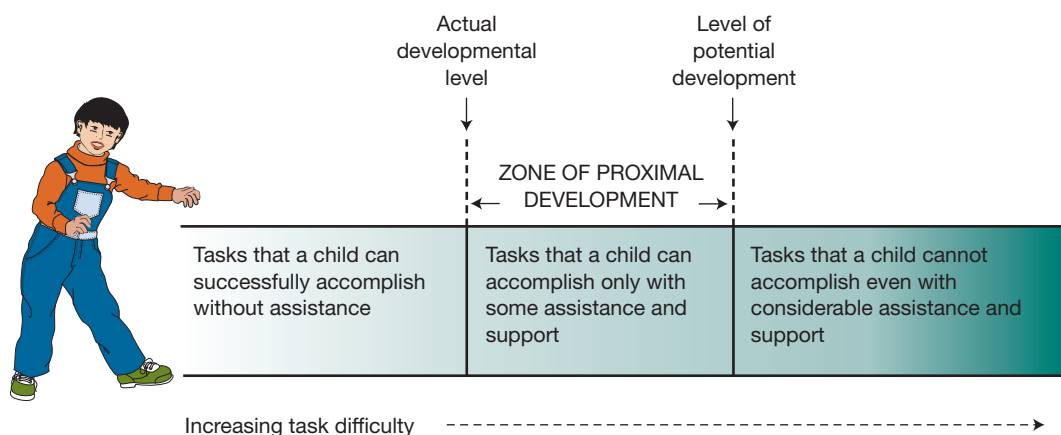 Actual
developmental
level
Level of
potential
development
ZONE OF PROXIMAL
DEVELOPMENT
Tasks that a child can
successfully accomplish
without assistance
Tasks that a child can
accomplish only with
some assistance and
support
Tasks that a child cannot
accomplish even with
considerable assistance and
support
Increasing task difficulty